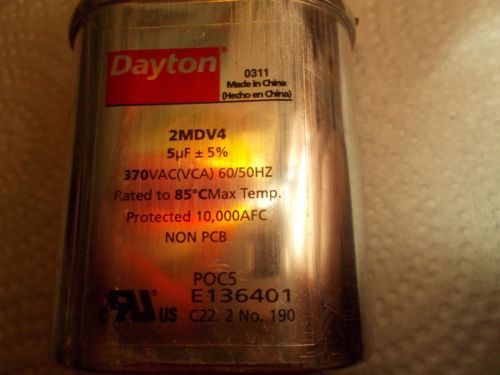 Dayton
0311
Made in China
(Hecho en China)
2MDV4
5µF ± 5%
370VAC(VCA) 60/50HZ
Rated to 85°CMax Temp.
Protected 10,000AFC
NON PCB
POC5
E136401
C US
C22. 2 No. 190